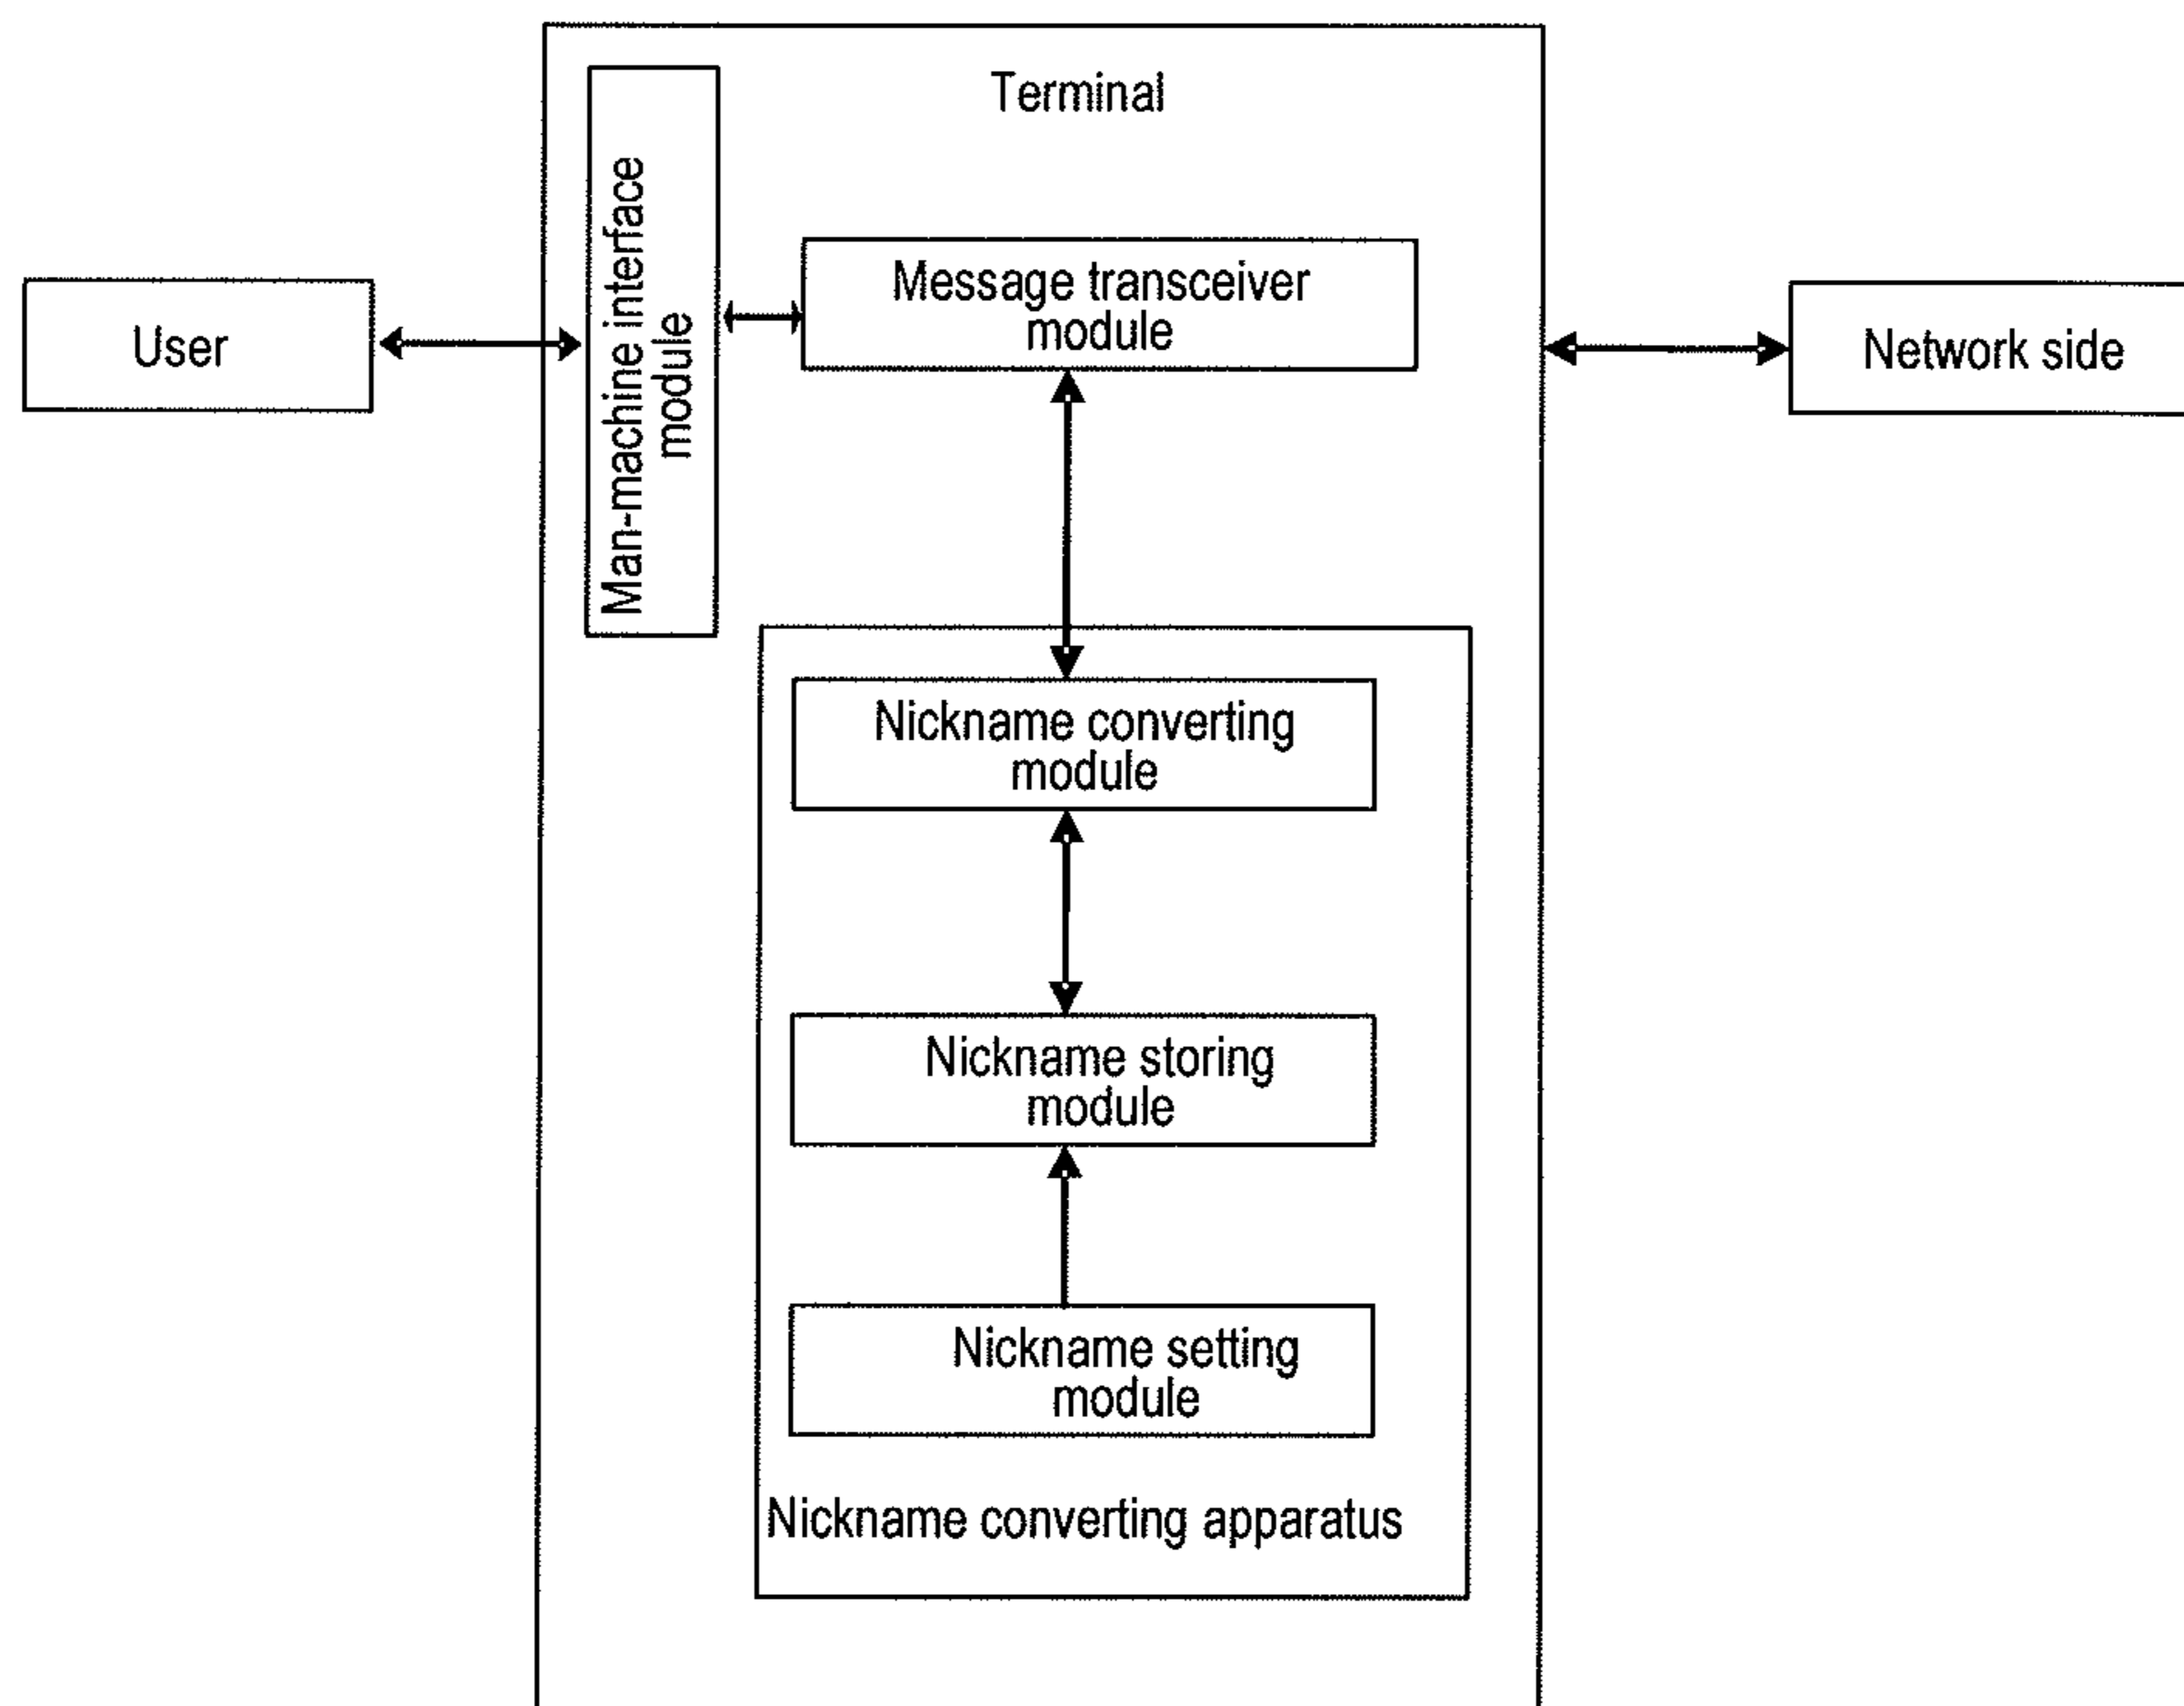 Terminal
Man-machine interface
module
Message transceiver
module
User
Network side
Nickname converting
module
Nickname storing
module
Nickname setting
module
Nickname converting apparatus